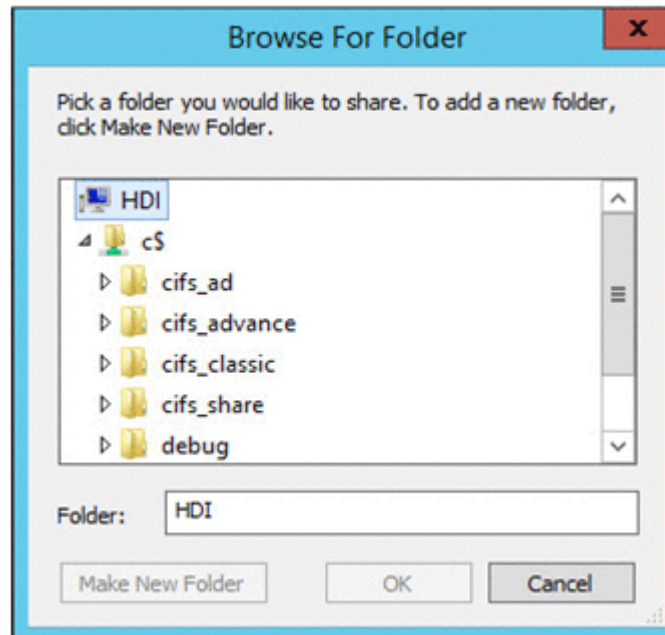 Browse For Folder
x
Pick a folder you would like to share. To add a new folder,
click Make New Folder.
HDI
c$
cifs_ad
cifs_advance
cifs_classic
cifs_share
debug
Folder: HDI
Make New Folder OK Cancel